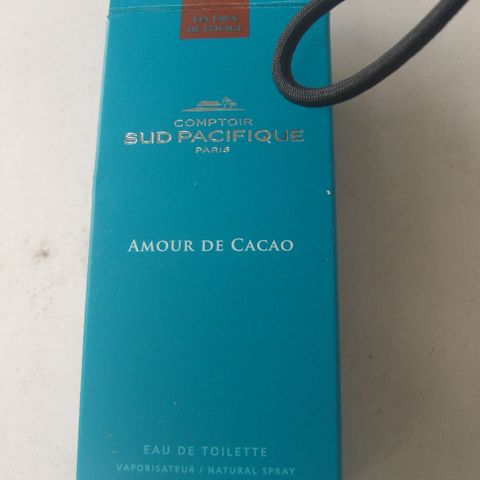 LES EAUX
DE VOYAGE
COMPTOIR
SUD PACIFIQUE
PARIS
AMOUR DE CACAO
EAU DE TOILETTE
VAPORISATEUR / NATURAL SPRAY